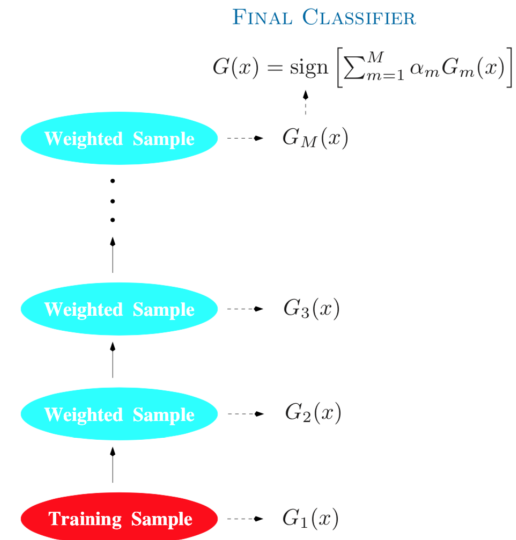 FINAL CLASSIFIER
G(x) = sign[∑_{m=1}^{M} α_m G_m(x)]
Weighted Sample G_M(x)
Weighted Sample G_3(x)
Weighted Sample G_2(x)
Training Sample G_1(x)